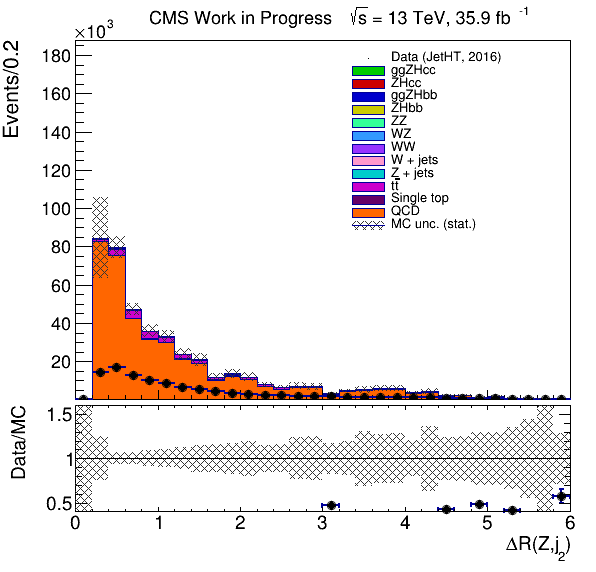 CMS Work in Progress √s = 13 TeV, 35.9 fb⁻¹
×10³
Events/0.2
180
160
140
120
100
80
60
40
20
Data (JetHT, 2016)
ggZHcc
ZHcc
ggZHbb
ZHbb
ZZ
WZ
WW
W + jets
Z + jets
tt̄
Single top
QCD
MC unc. (stat.)
Data/MC
1.5
1
0.5
0 1 2 3 4 5 6
ΔR(Z,j₂)